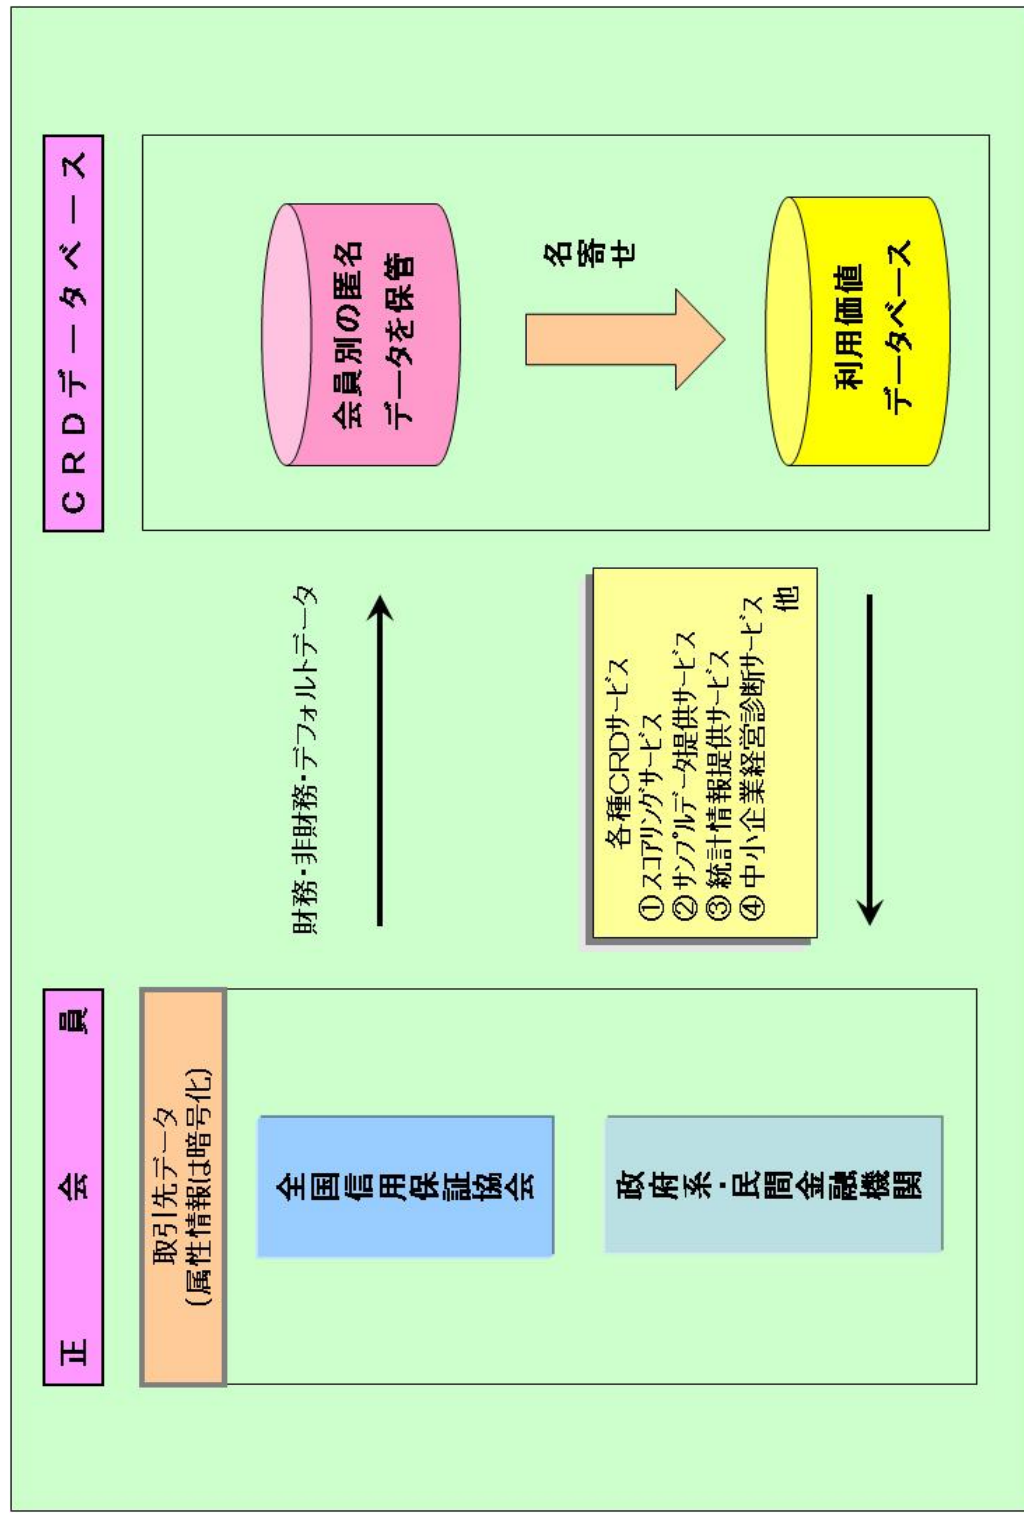 正会員
CRDデータベース
取引先データ
(属性情報は暗号化)
全国信用保証協会
政府系・民間金融機関
財務・非財務・デフォルトデータ
各種CRDサービス
①スコアリングサービス
②サンプルデータ提供サービス
③統計情報提供サービス
④中小企業経営診断サービス
他
会員別の匿名
データを保管
名
寄
せ
利用価値
データベース